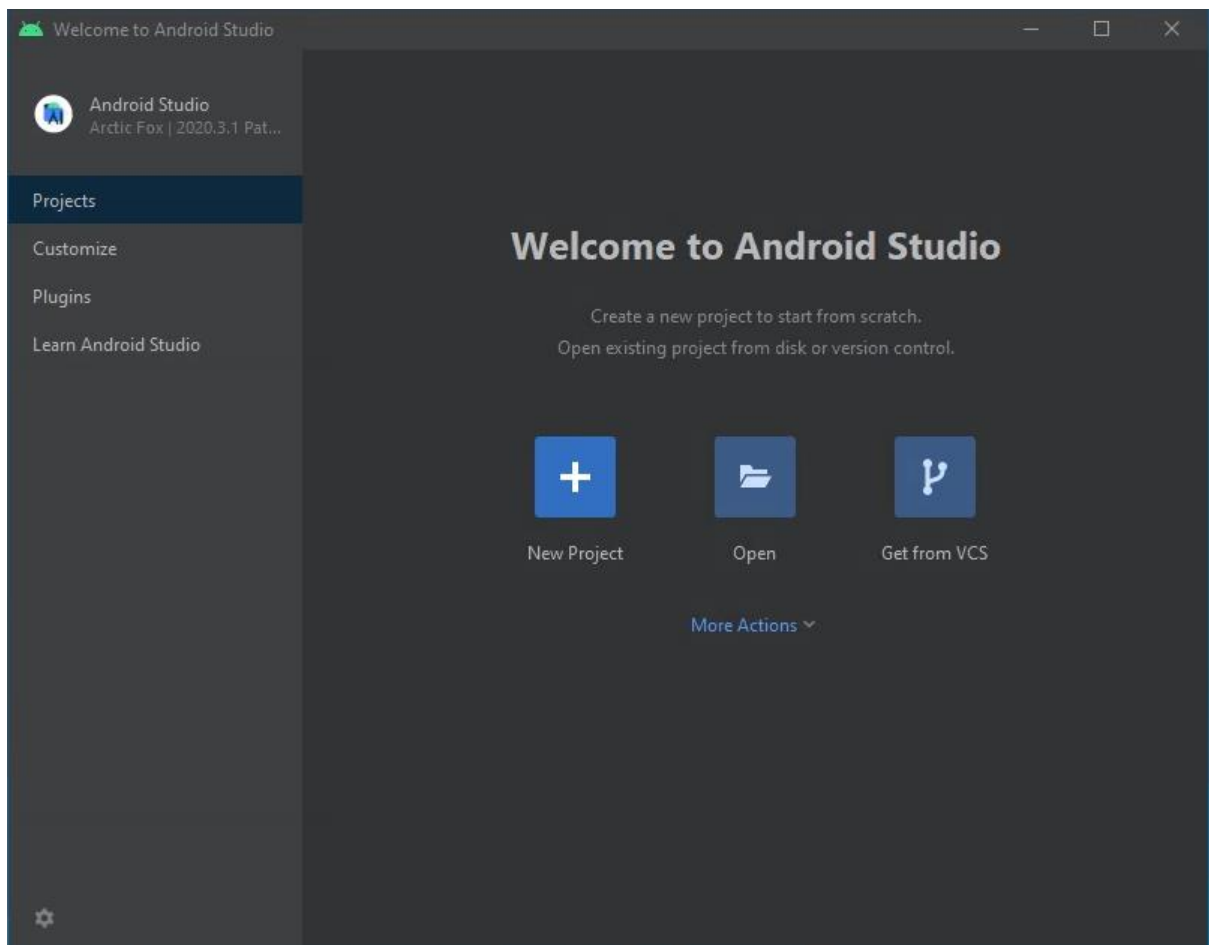 Welcome to Android Studio
Android Studio
Arctic Fox | 2020.3.1 Pat...
Projects
Customize
Plugins
Learn Android Studio
Welcome to Android Studio
Create a new project to start from scratch.
Open existing project from disk or version control.
New Project
Open
Get from VCS
More Actions